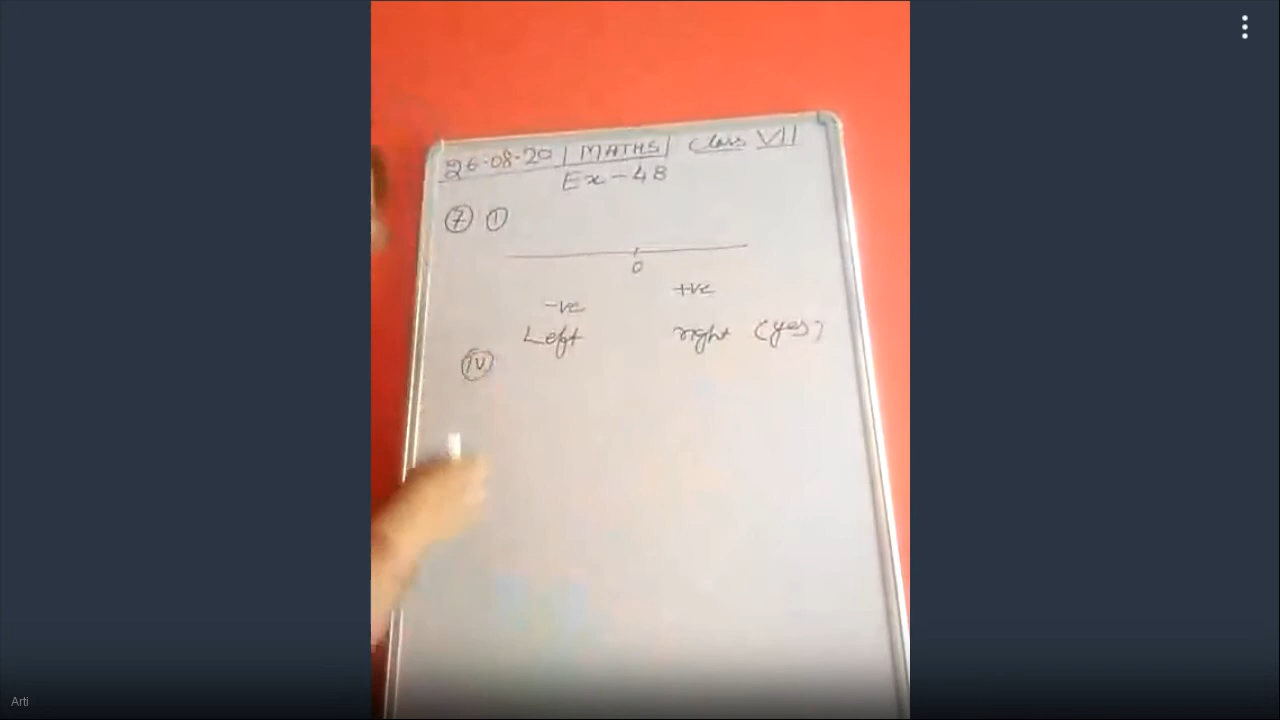 26-08-20 | MATHS | Class VII
Ex-4B
7 i
0
-ve +ve
Left right (yes)
iv
Arti